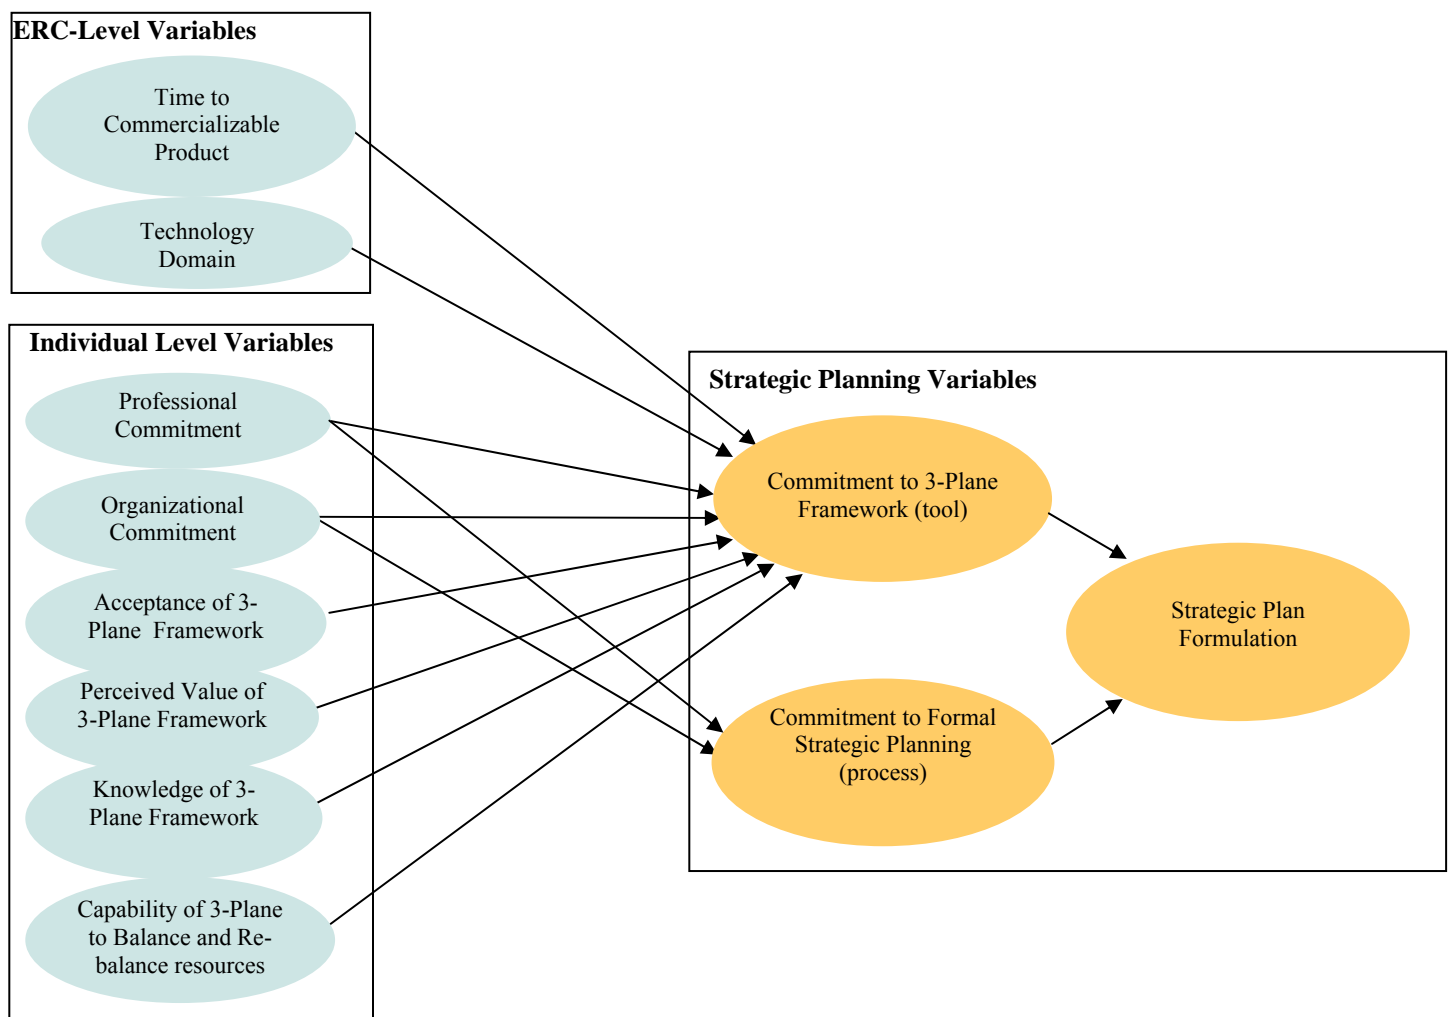 ERC-Level Variables
Time to
Commercializable
Product
Technology
Domain
Individual Level Variables
Professional
Commitment
Organizational
Commitment
Acceptance of 3-
Plane Framework
Perceived Value of
3-Plane Framework
Knowledge of 3-
Plane Framework
Capability of 3-Plane
to Balance and Re-
balance resources
Strategic Planning Variables
Commitment to 3-Plane
Framework (tool)
Commitment to Formal
Strategic Planning
(process)
Strategic Plan
Formulation